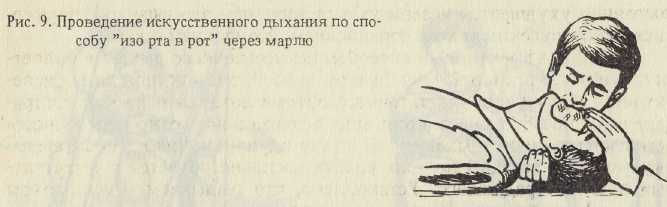 Рис. 9. Проведение искусственного дыхания по спо-
собу "изо рта в рот" через марлю